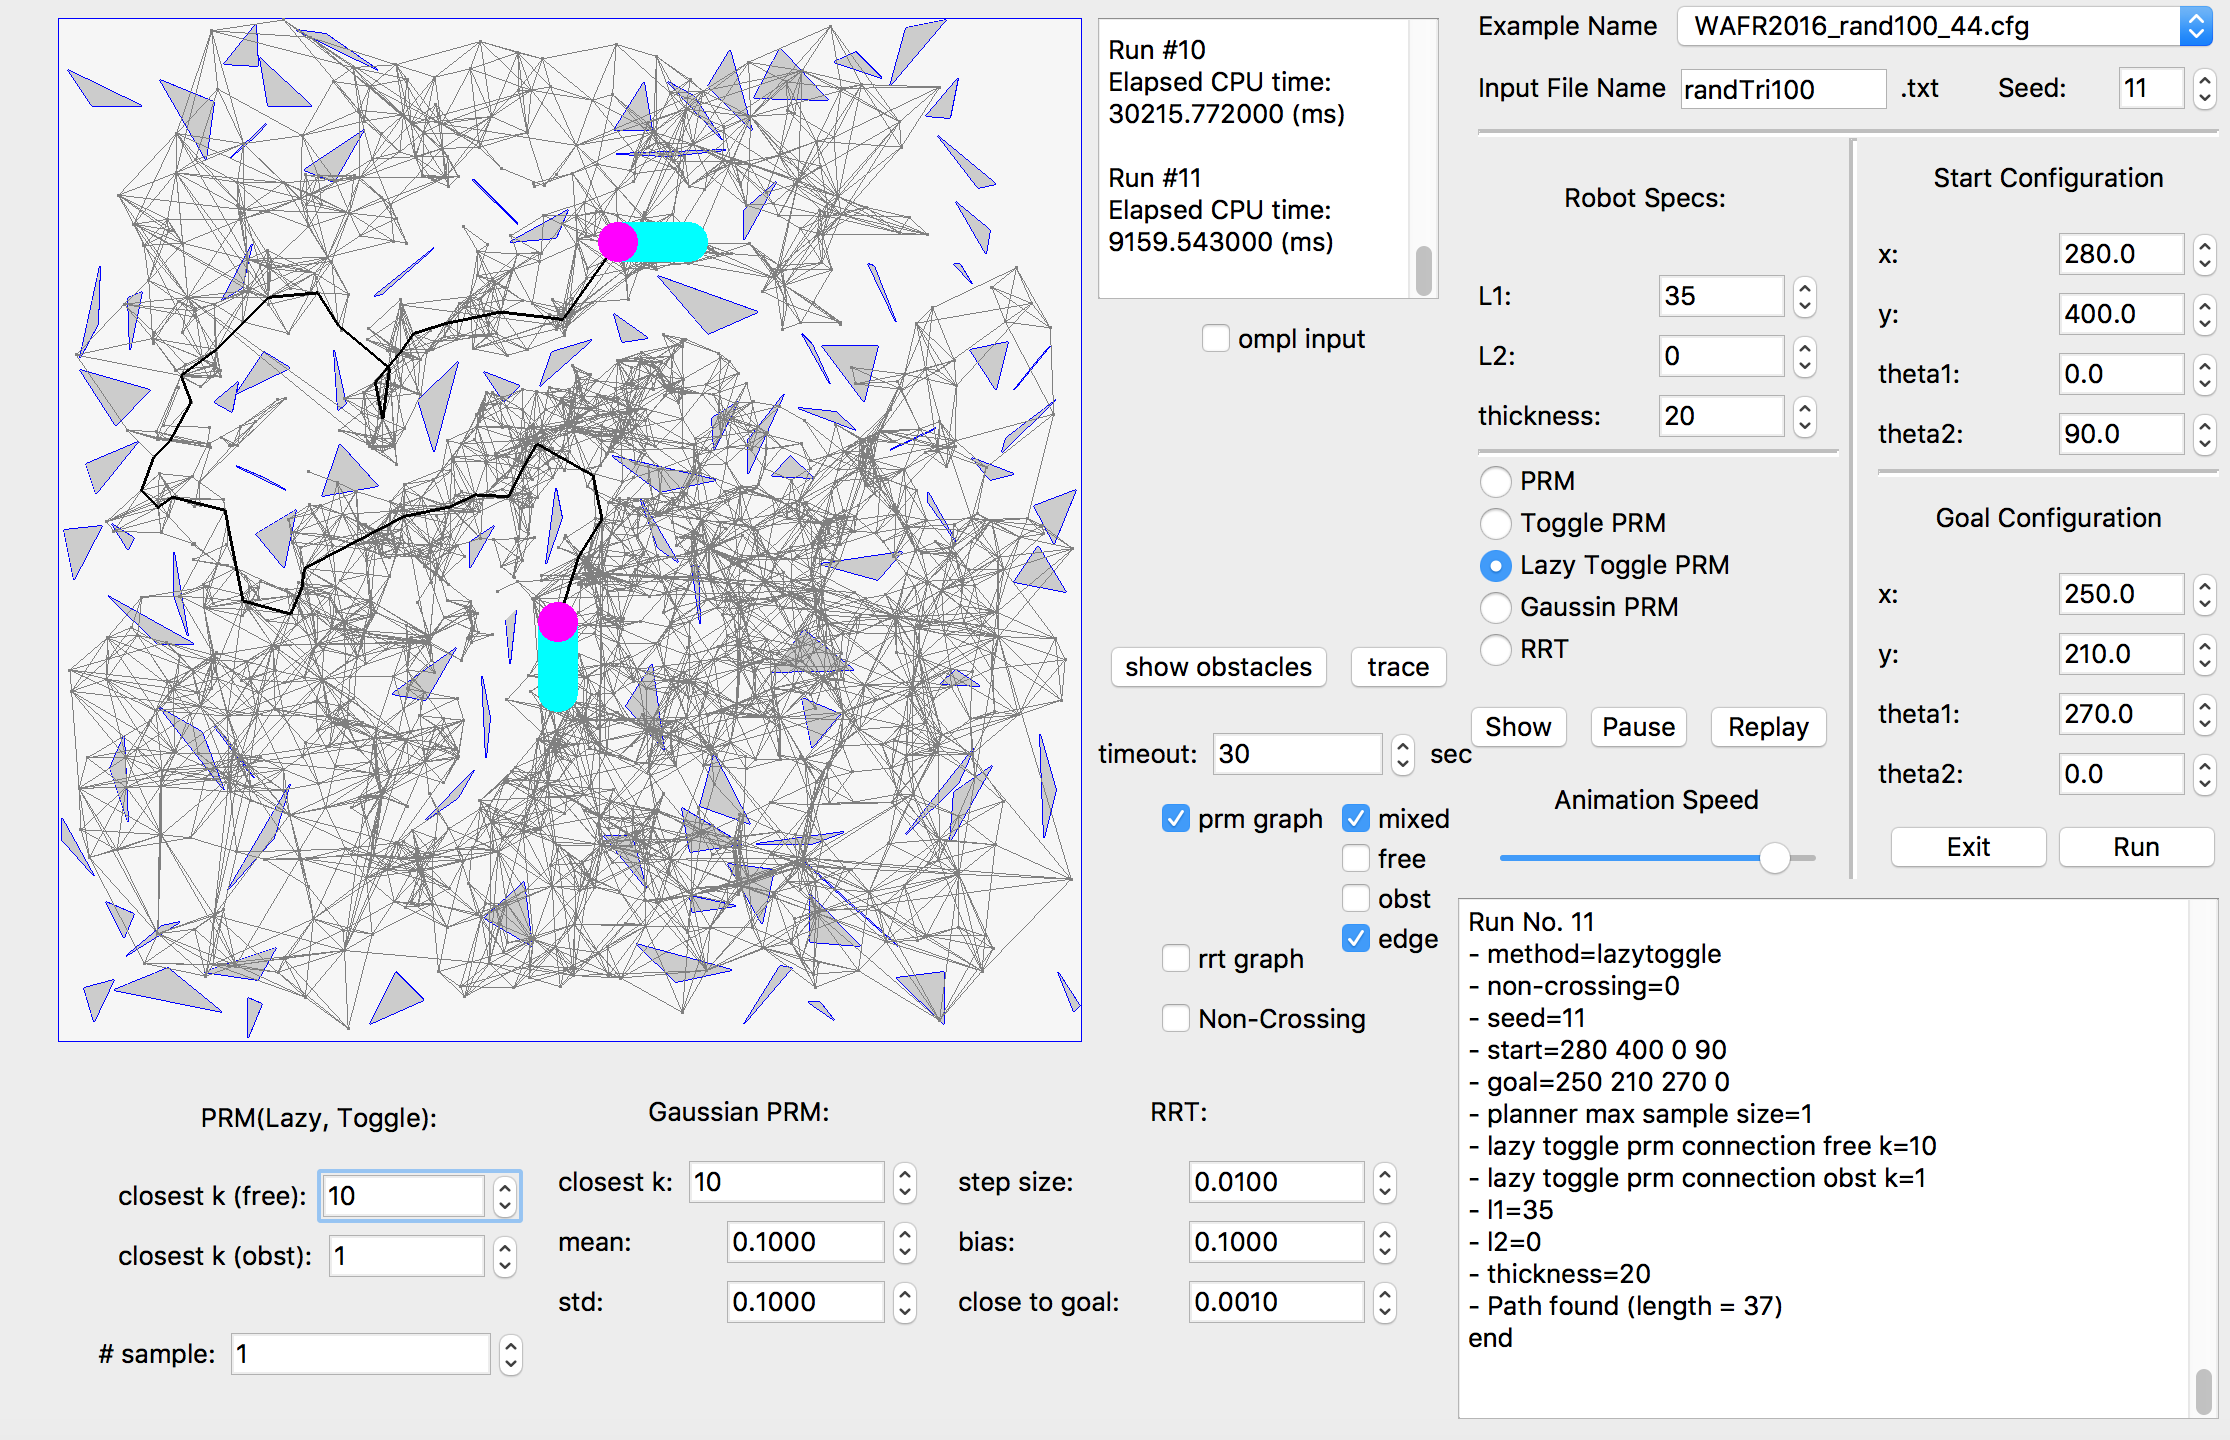 Run #10
Elapsed CPU time:
30215.772000 (ms)
Run #11
Elapsed CPU time:
9159.543000 (ms)
ompl input
show obstacles
trace
timeout: 30 sec
prm graph
mixed
free
obst
edge
rrt graph
Non-Crossing
Example Name WAFR2016_rand100_44.cfg
Input File Name randTri100 .txt Seed: 11
Robot Specs:
L1: 35
L2: 0
thickness: 20
PRM
Toggle PRM
Lazy Toggle PRM
Gaussin PRM
RRT
Show Pause Replay
Animation Speed
Start Configuration
x: 280.0
y: 400.0
theta1: 0.0
theta2: 90.0
Goal Configuration
x: 250.0
y: 210.0
theta1: 270.0
theta2: 0.0
Exit Run
Run No. 11
- method=lazytoggle
- non-crossing=0
- seed=11
- start=280 400 0 90
- goal=250 210 270 0
- planner max sample size=1
- lazy toggle prm connection free k=10
- lazy toggle prm connection obst k=1
- l1=35
- l2=0
- thickness=20
- Path found (length = 37)
end
PRM(Lazy, Toggle):
closest k (free): 10
closest k (obst): 1
# sample: 1
Gaussian PRM:
closest k: 10
mean: 0.1000
std: 0.1000
RRT:
step size: 0.0100
bias: 0.1000
close to goal: 0.0010